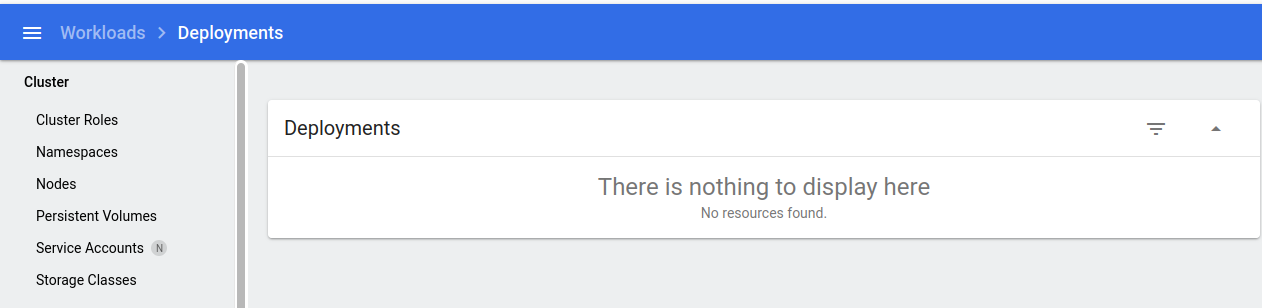 Workloads > Deployments
Cluster
Cluster Roles
Namespaces
Nodes
Persistent Volumes
Service Accounts N
Storage Classes
Deployments
There is nothing to display here
No resources found.